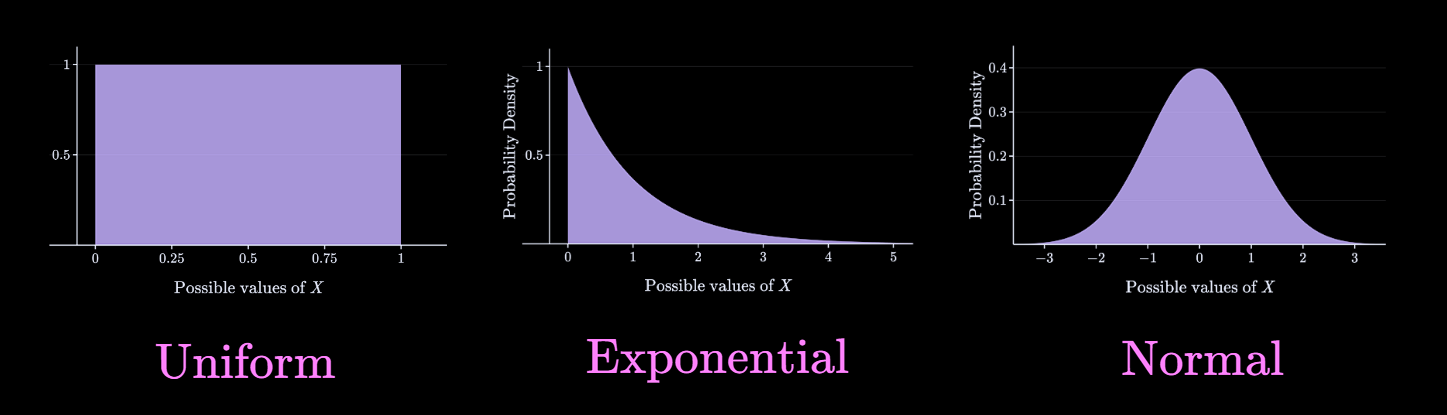 1
0.5
0 0.25 0.5 0.75 1
Possible values of X
Uniform
Probability Density
1
0.5
0 1 2 3 4 5
Possible values of X
Exponential
Probability Density
0.4
0.3
0.2
0.1
−3 −2 −1 0 1 2 3
Possible values of X
Normal